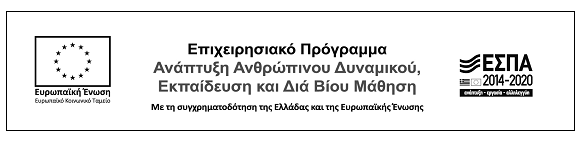 Ευρωπαϊκή Ένωση
Ευρωπαϊκό Κοινωνικό Ταμείο
Επιχειρησιακό Πρόγραμμα
Ανάπτυξη Ανθρώπινου Δυναμικού,
Εκπαίδευση και Διά Βίου Μάθηση
Με τη συγχρηματοδότηση της Ελλάδας και της Ευρωπαϊκής Ένωσης
ΕΣΠΑ
2014-2020
ανάπτυξη - εργασία - αλληλεγγύη